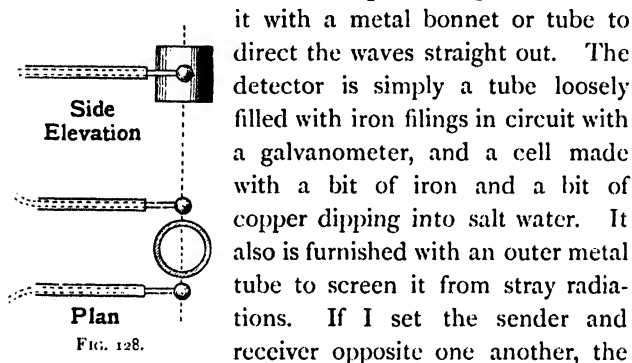 it with a metal bonnet or tube to
direct the waves straight out. The
detector is simply a tube loosely
filled with iron filings in circuit with
a galvanometer, and a cell made
with a bit of iron and a bit of
copper dipping into salt water. It
also is furnished with an outer metal
tube to screen it from stray radia-
tions. If I set the sender and
receiver opposite one another, the
Side
Elevation
Plan
FIG. 128.